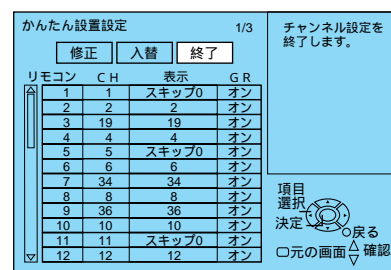 かんたん設置設定 1/3
修正 入替 終了
リモコン CH 表示 GR
1 1 スキップ0 オン
2 2 2 オン
3 19 19 オン
4 4 4 オン
5 5 スキップ0 オン
6 6 6 オン
7 34 34 オン
8 8 8 オン
9 36 36 オン
10 10 10 オン
11 11 スキップ0 オン
12 12 12 オン
チャンネル設定を
終了します。
項目
選択
決定
戻る
元の画面 確認